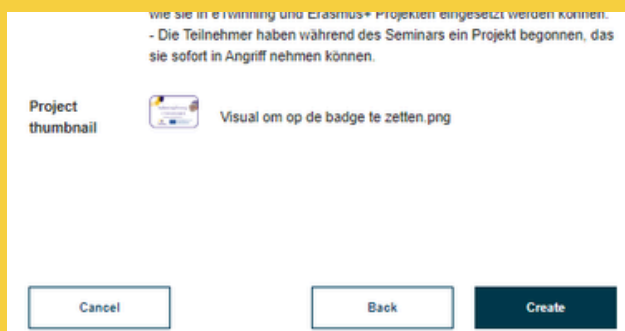 wie sie in eTwinning und Erasmus+ Projekten eingesetzt werden können.
- Die Teilnehmer haben während des Seminars ein Projekt begonnen, das
sie sofort in Angriff nehmen können.
Project
thumbnail
Visual om op de badge te zetten.png
Cancel
Back
Create